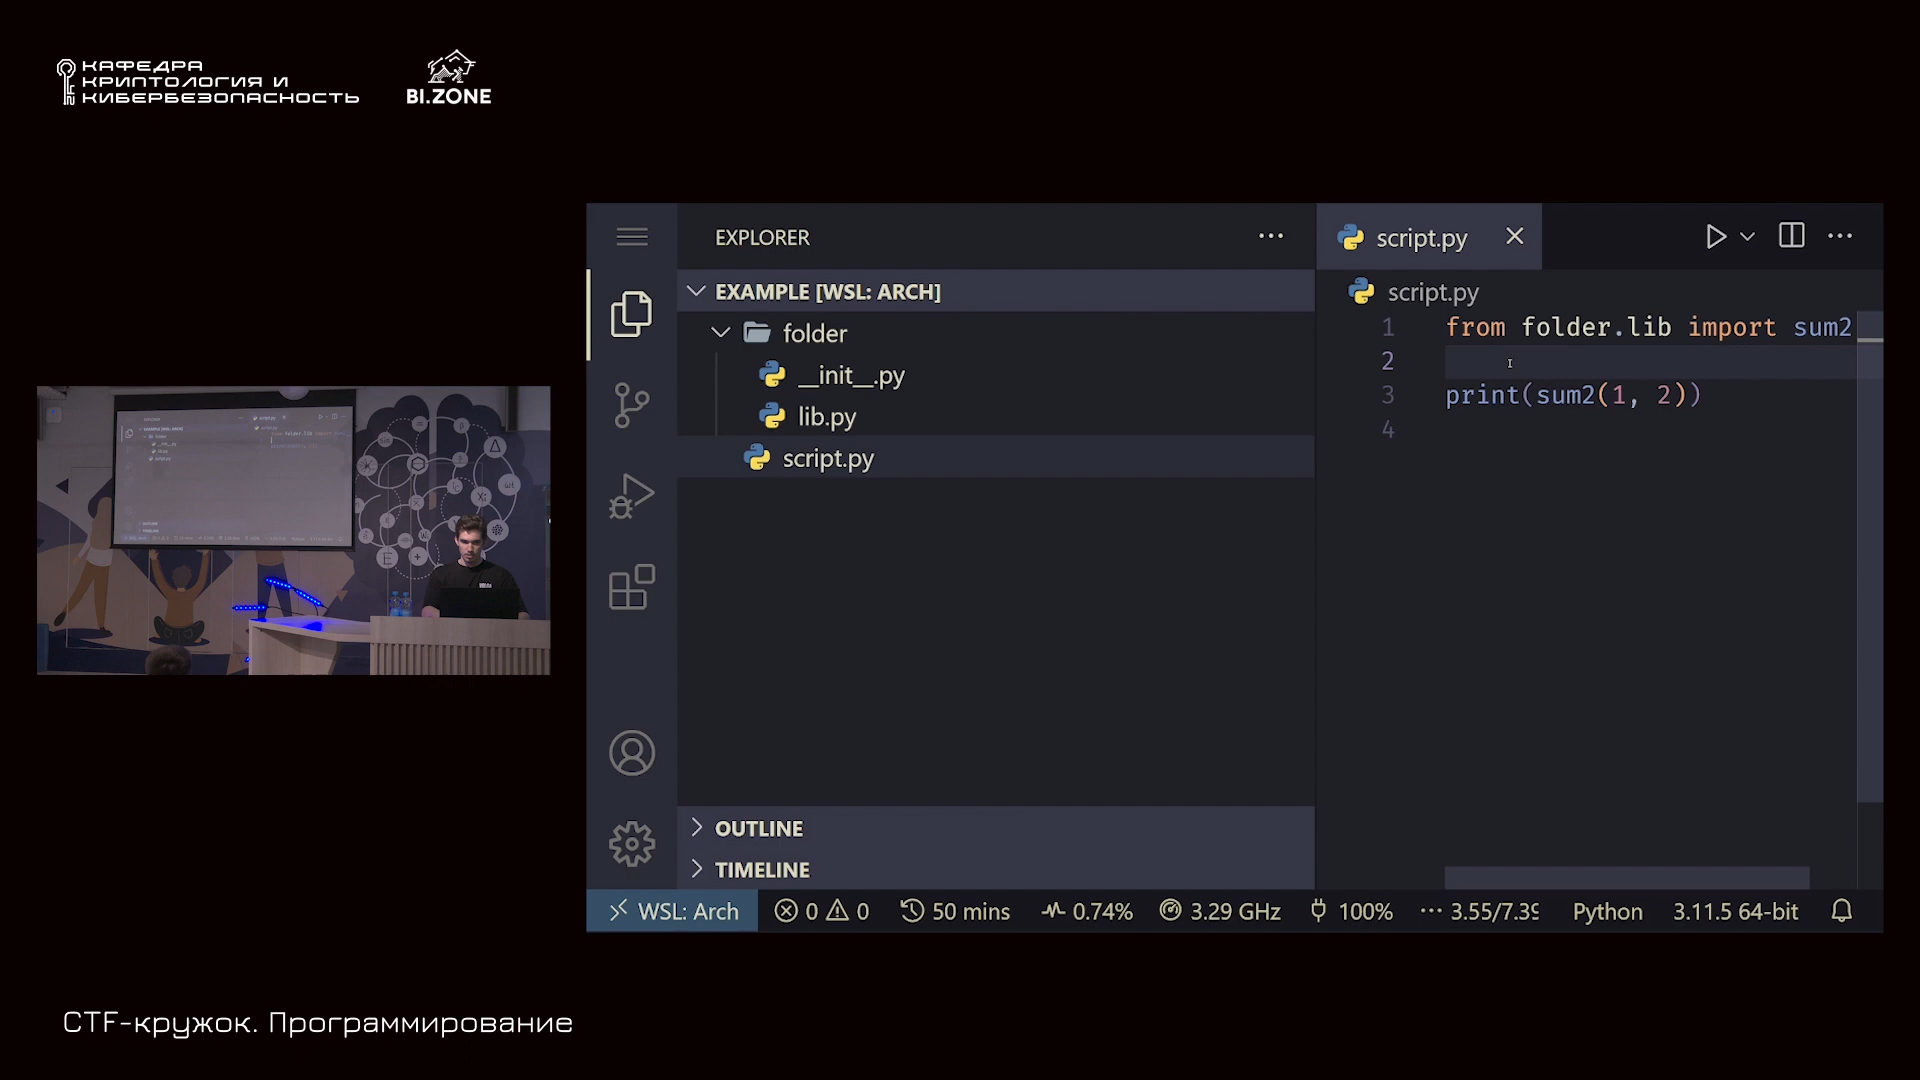 КАФЕДРА
КРИПТОЛОГИЯ И
КИБЕРБЕЗОПАСНОСТЬ
BI.ZONE
EXPLORER
EXAMPLE [WSL: ARCH]
folder
__init__.py
lib.py
script.py
OUTLINE
TIMELINE
script.py
script.py
1 from folder.lib import sum2
2
3 print(sum2(1, 2))
4
WSL: Arch 0 0 50 mins 0.74% 3.29 GHz 100% 3.55/7.39 Python 3.11.5 64-bit
CTF-кружок. Программирование